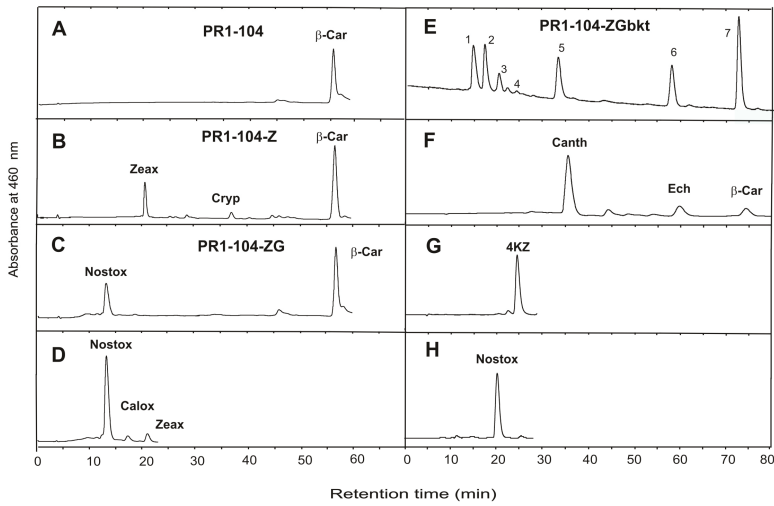 A
PR1-104
β-Car
B
PR1-104-Z
Zeax
Cryp
β-Car
C
PR1-104-ZG
Nostox
β-Car
D
Nostox
Calox
Zeax
0 10 20 30 40 50 60
E
PR1-104-ZGbkt
1 2 3 4 5 6 7
F
Canth
Ech
β-Car
G
4KZ
H
Nostox
0 10 20 30 40 50 60 70 80
Absorbance at 460 nm
Retention time (min)